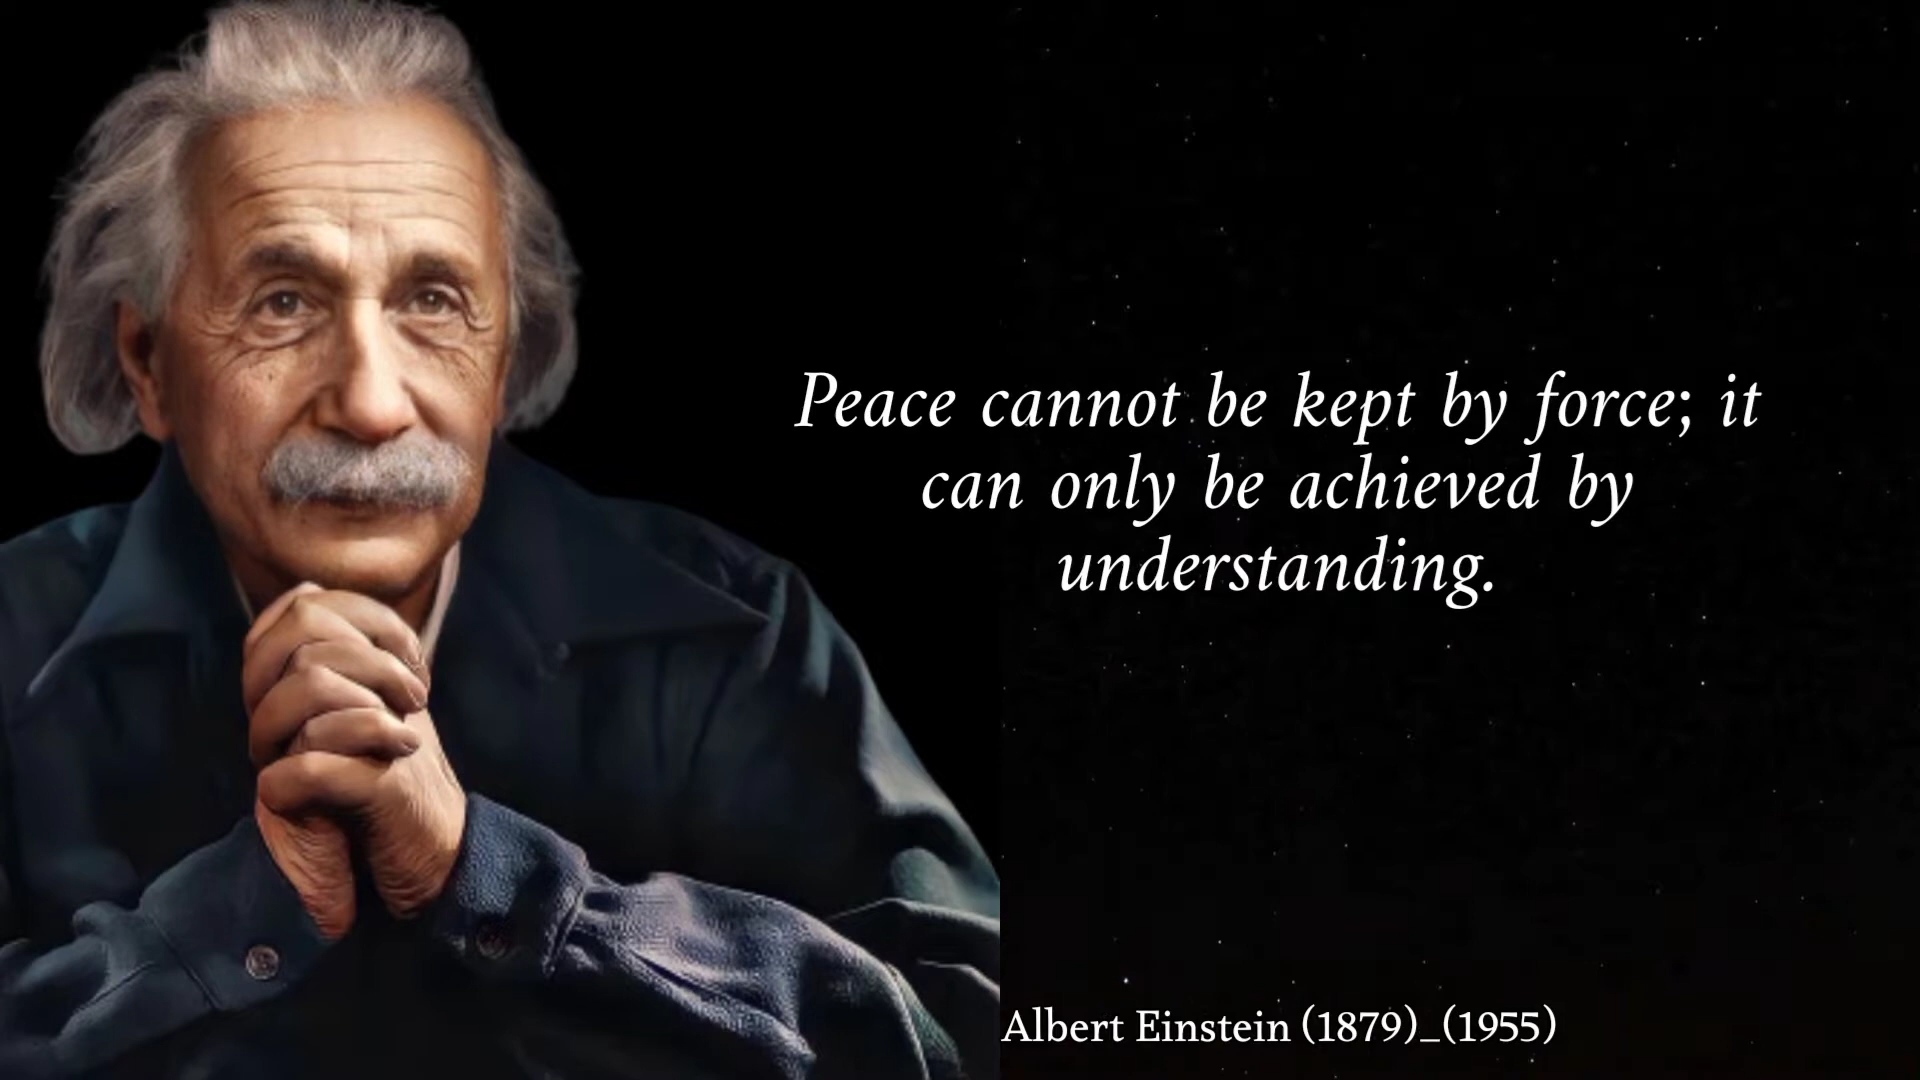 Peace cannot be kept by force; it
can only be achieved by
understanding.
Albert Einstein (1879)_(1955)